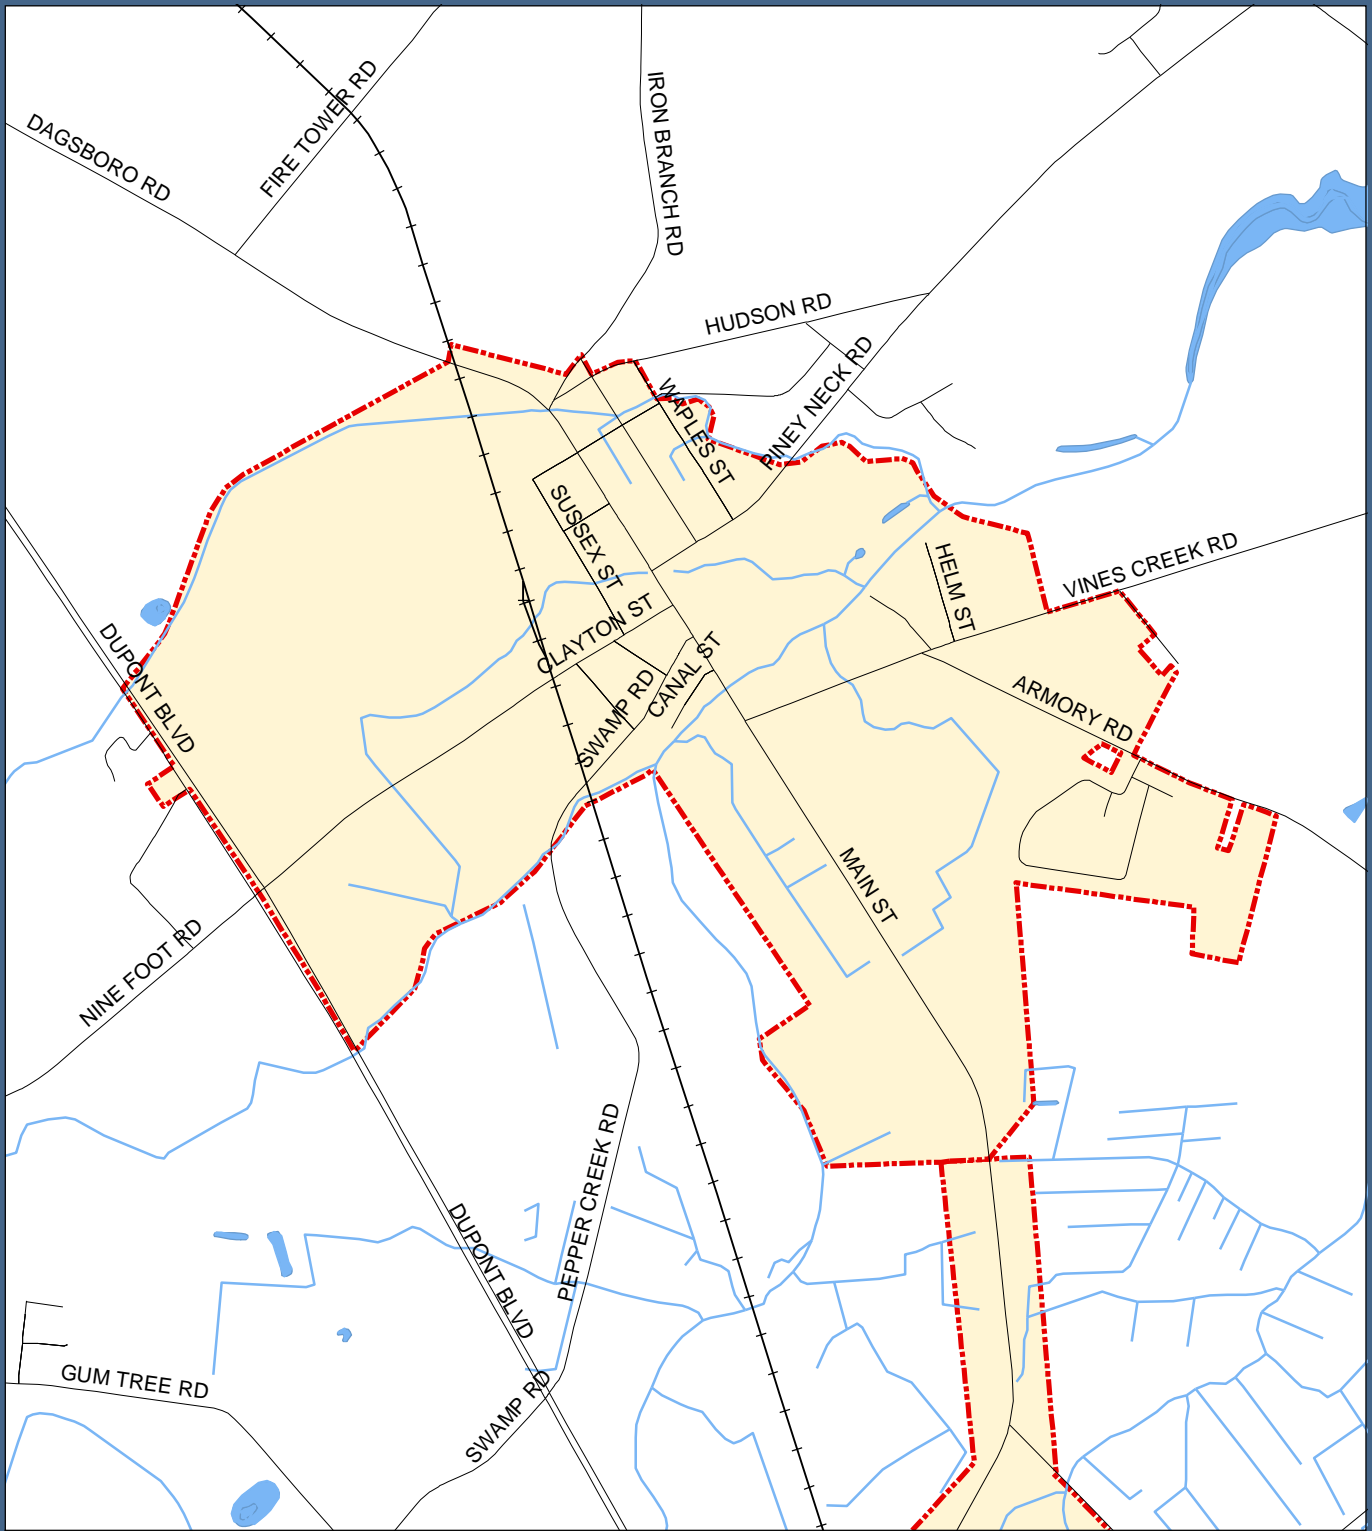 DAGSBORO RD
FIRE TOWER RD
IRON BRANCH RD
HUDSON RD
PINEY NECK RD
WAPLES ST
SUSSEX ST
HELM ST
VINES CREEK RD
CLAYTON ST
DUPONT BLVD
SWAMP RD
CANAL ST
ARMORY RD
MAIN ST
NINE FOOT RD
PEPPER CREEK RD
DUPONT BLVD
GUM TREE RD
SWAMP RD